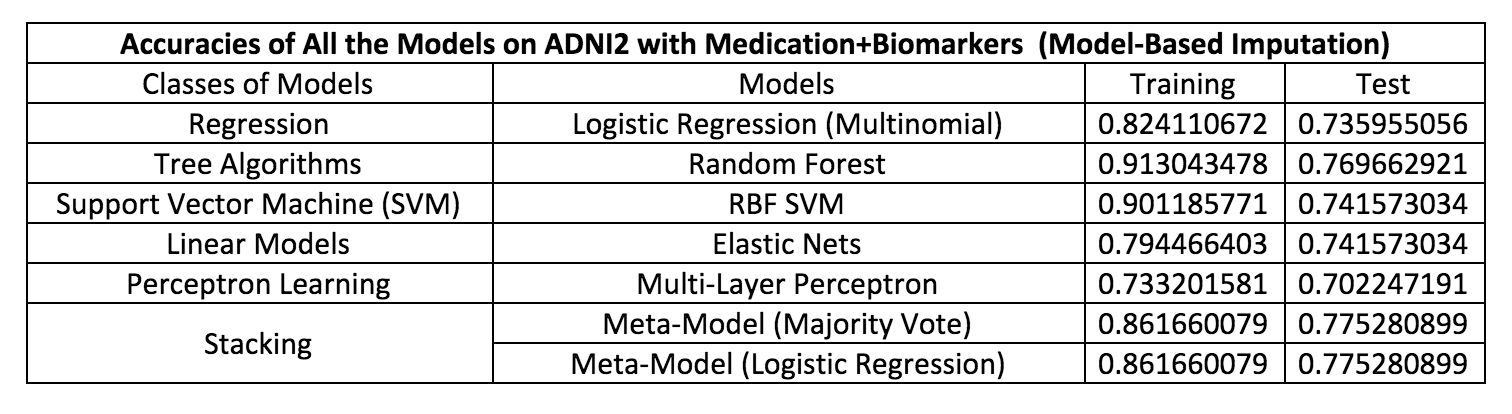 Accuracies of All the Models on ADNI2 with Medication+Biomarkers (Model-Based Imputation)
Classes of Models Models Training Test
Regression Logistic Regression (Multinomial) 0.824110672 0.735955056
Tree Algorithms Random Forest 0.913043478 0.769662921
Support Vector Machine (SVM) RBF SVM 0.901185771 0.741573034
Linear Models Elastic Nets 0.794466403 0.741573034
Perceptron Learning Multi-Layer Perceptron 0.733201581 0.702247191
Stacking
Meta-Model (Majority Vote) 0.861660079 0.775280899
Meta-Model (Logistic Regression) 0.861660079 0.775280899